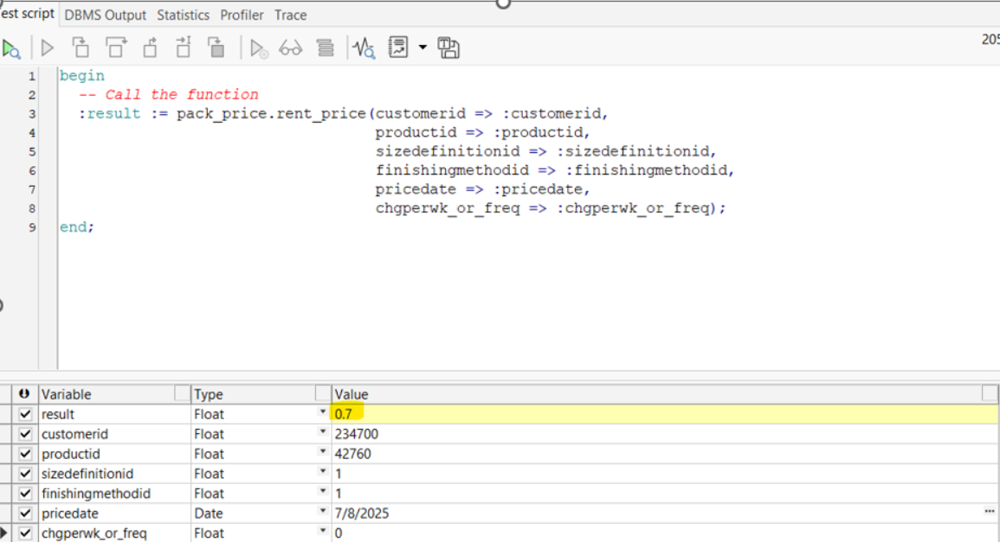 est script DBMS Output Statistics Profiler Trace
205
1 begin
2 -- Call the function
3 :result := pack_price.rent_price(customerid => :customerid,
4 productid => :productid,
5 sizedefinitionid => :sizedefinitionid,
6 finishingmethodid => :finishingmethodid,
7 pricedate => :pricedate,
8 chgperwk_or_freq => :chgperwk_or_freq);
9 end;
Variable Type Value
result Float 0.7
customerid Float 234700
productid Float 42760
sizedefinitionid Float 1
finishingmethodid Float 1
pricedate Date 7/8/2025 ...
chgperwk_or_freq Float 0